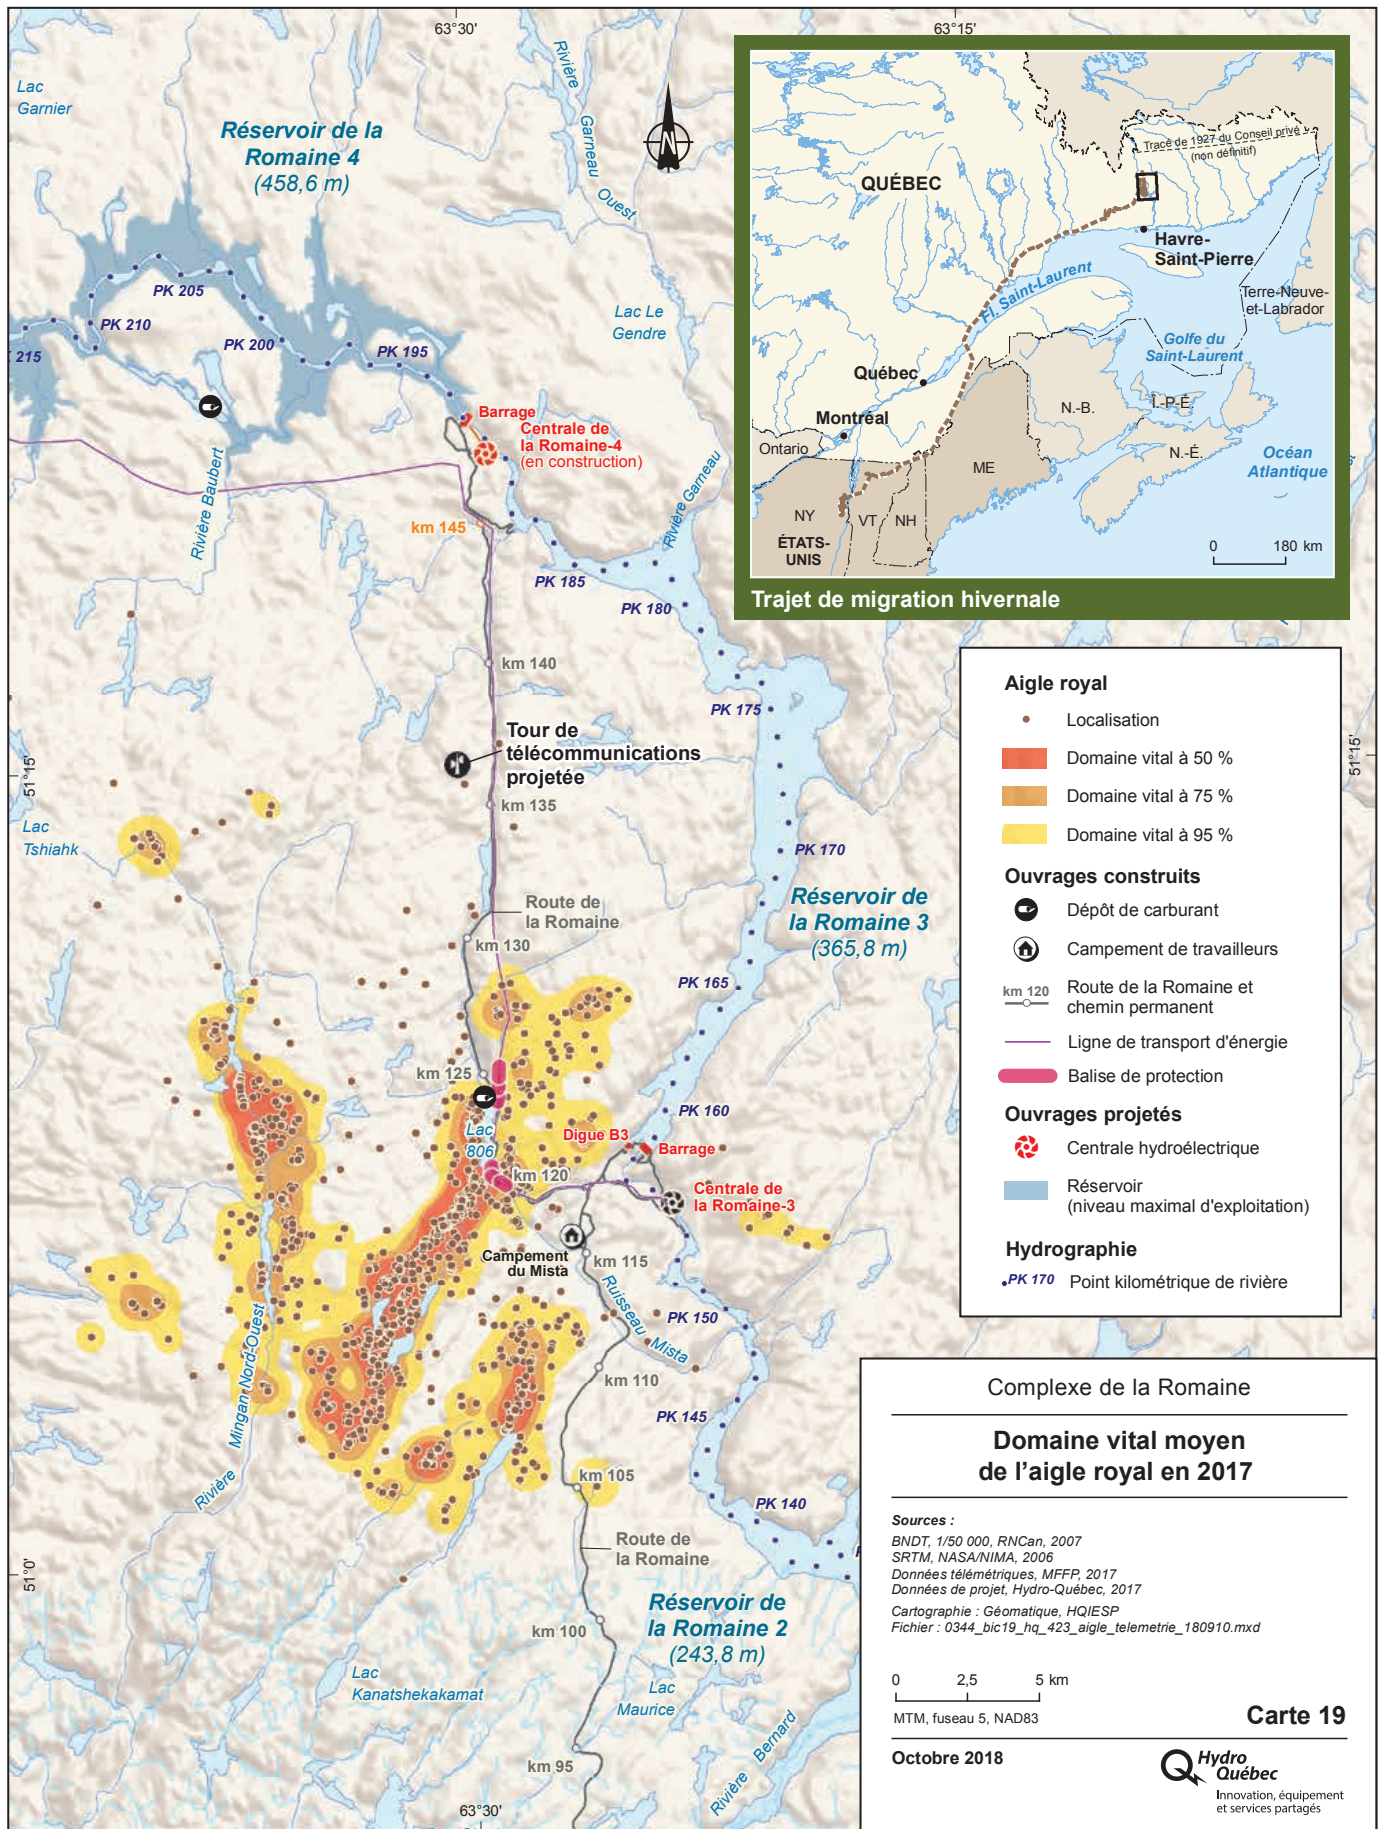 63°30'
63°15'
Lac
Garnier
Réservoir de la
Romaine 4
(458,6 m)
Rivière Garneau Ouest
Lac Le
Gendre
PK 205
PK 210
PK 200
215
PK 195
Barrage
Centrale de
la Romaine-4
(en construction)
Rivière Baubert
Rivière Garneau
km 145
PK 185
PK 180
km 140
PK 175
Tour de
télécommunications
projetée
51°15'
51°15'
km 135
Lac
Tshiahk
PK 170
Route de
la Romaine
Réservoir de
la Romaine 3
(365,8 m)
km 130
PK 165
km 125
PK 160
Lac
806
Digue B3
Barrage
km 120
Centrale de
la Romaine-3
Campement
du Mista
km 115
Ruisseau Mista
PK 150
Rivière Mingan Nord-Ouest
km 110
PK 145
km 105
PK 140
Route de
la Romaine
51°0'
Réservoir de
la Romaine 2
(243,8 m)
km 100
Lac
Kanatshekakamat
Lac
Maurice
Rivière Bernard
km 95
63°30'
N
QUÉBEC
Tracé de 1927 du Conseil privé
(non définitif)
Havre-
Saint-Pierre
Fl. Saint-Laurent
Terre-Neuve-
et-Labrador
Golfe du
Saint-Laurent
Québec
Montréal
Ontario
N.-B.
Î.-P.-É.
N.-É.
Océan
Atlantique
ME
NY
VT
NH
ÉTATS-
UNIS
0 180 km
Trajet de migration hivernale
Aigle royal
Localisation
Domaine vital à 50 %
Domaine vital à 75 %
Domaine vital à 95 %
Ouvrages construits
Dépôt de carburant
Campement de travailleurs
km 120
Route de la Romaine et
chemin permanent
Ligne de transport d'énergie
Balise de protection
Ouvrages projetés
Centrale hydroélectrique
Réservoir
(niveau maximal d'exploitation)
Hydrographie
PK 170 Point kilométrique de rivière
Complexe de la Romaine
Domaine vital moyen
de l'aigle royal en 2017
Sources :
BNDT, 1/50 000, RNCan, 2007
SRTM, NASA/NIMA, 2006
Données télémétriques, MFFP, 2017
Données de projet, Hydro-Québec, 2017
Cartographie : Géomatique, HQIESP
Fichier : 0344_bic19_hq_423_aigle_telemetrie_180910.mxd
0 2,5 5 km
MTM, fuseau 5, NAD83
Carte 19
Octobre 2018
Hydro
Québec
Innovation, équipement
et services partagés